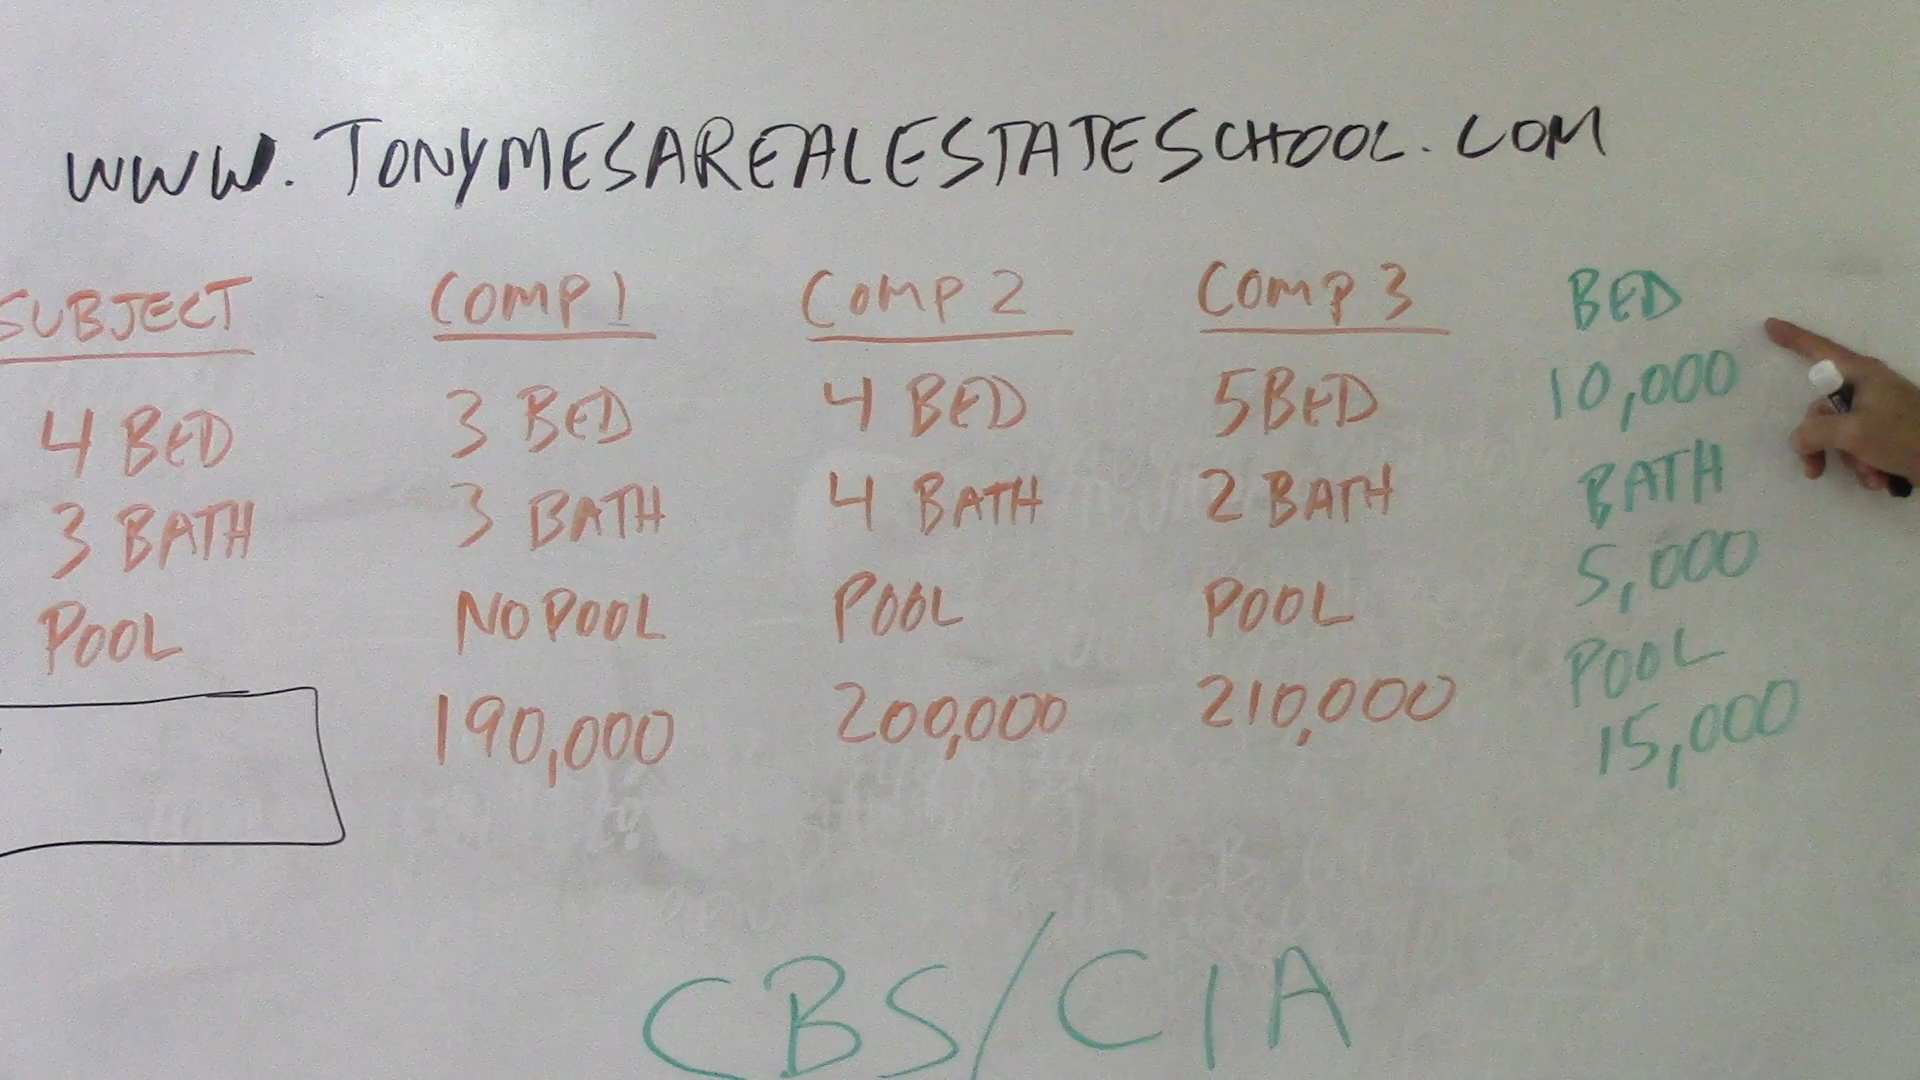 WWW.TONYMESAREALESTATESCHOOL.COM
SUBJECT COMP 1 COMP 2 COMP 3 BED
4 BED 3 BED 4 BED 5 BED 10,000
3 BATH 3 BATH 4 BATH 2 BATH BATH
5,000
POOL NO POOL POOL POOL POOL
190,000 200,000 210,000 15,000
CBS/CIA